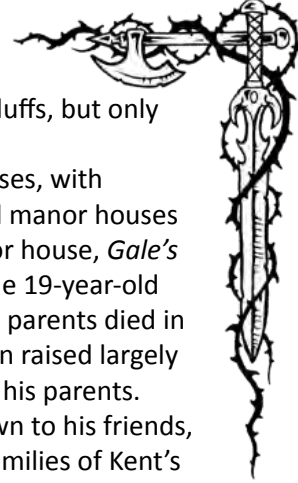 luffs, but only
ses, with
d manor houses
or house, Gale's
e 19-year-old
parents died in
n raised largely
his parents.
wn to his friends,
amilies of Kent's